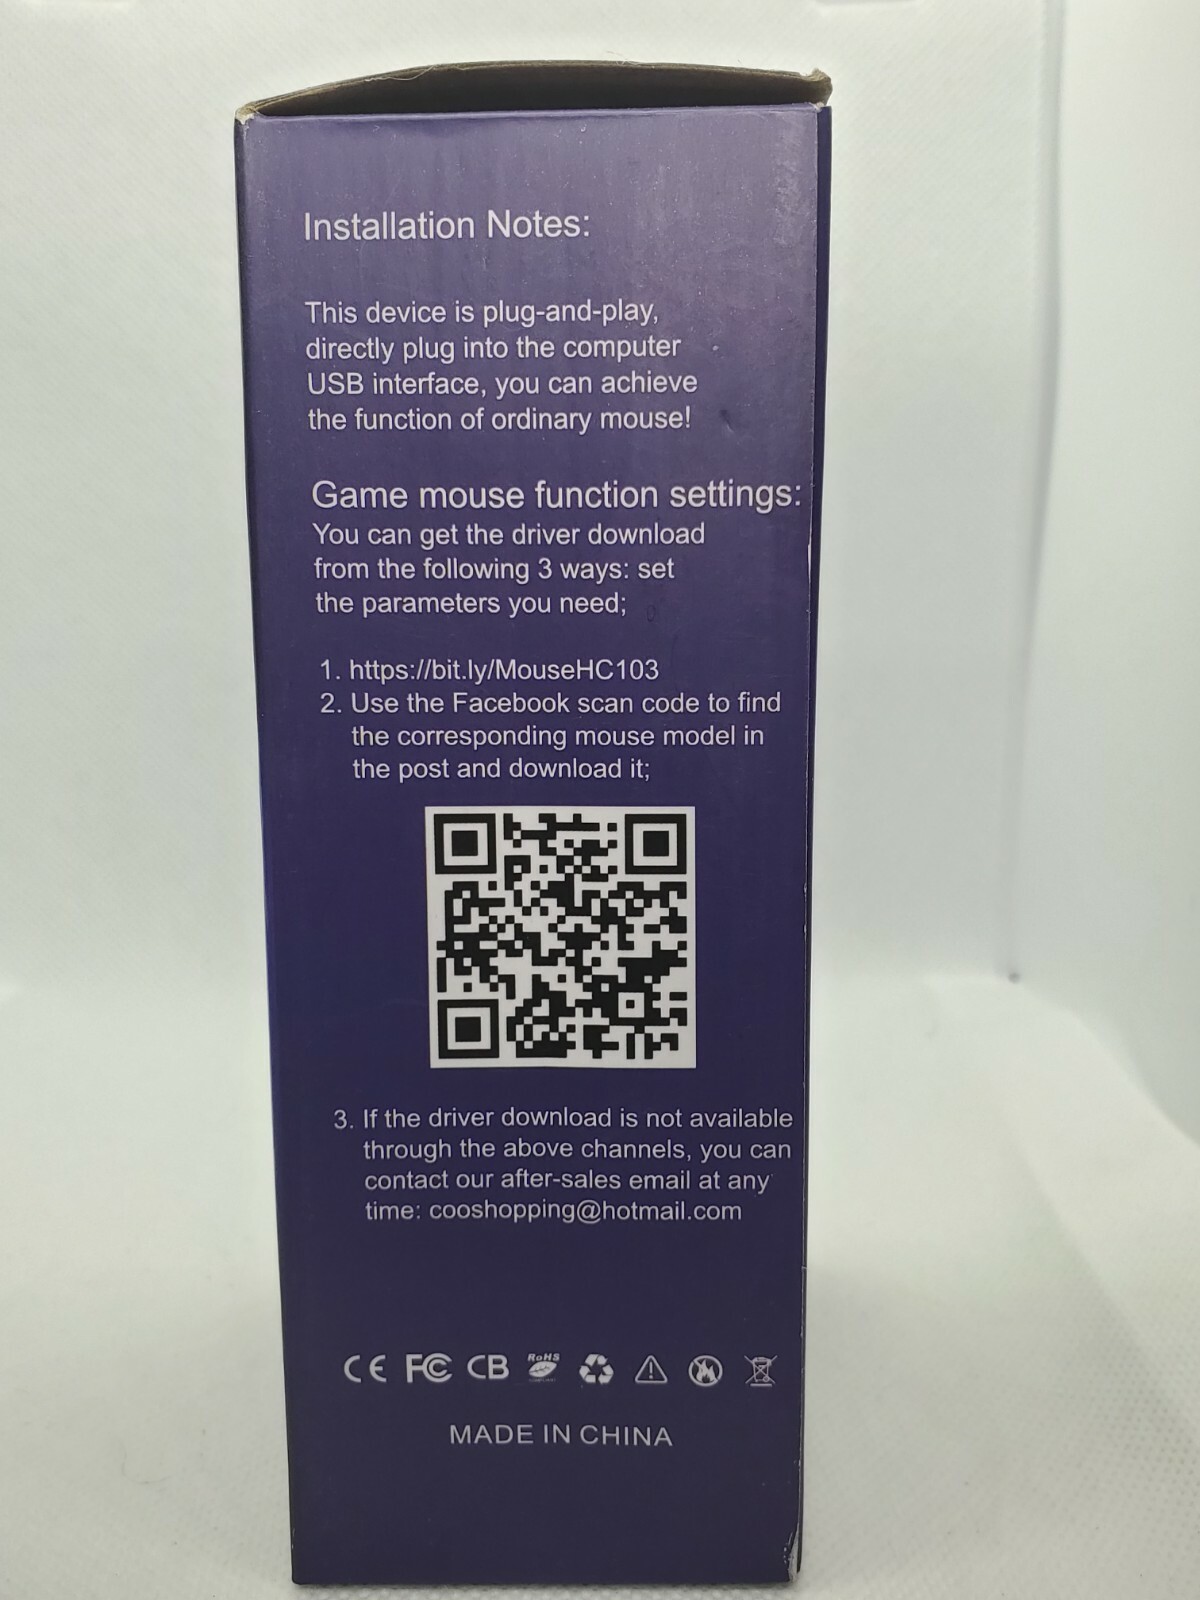 Installation Notes:
This device is plug-and-play,
directly plug into the computer
USB interface, you can achieve
the function of ordinary mouse!
Game mouse function settings:
You can get the driver download
from the following 3 ways: set
the parameters you need;
1. https://bit.ly/MouseHC103
2. Use the Facebook scan code to find
the corresponding mouse model in
the post and download it;
3. If the driver download is not available
through the above channels, you can
contact our after-sales email at any
time: cooshopping@hotmail.com
CE FC CB RoHS
MADE IN CHINA